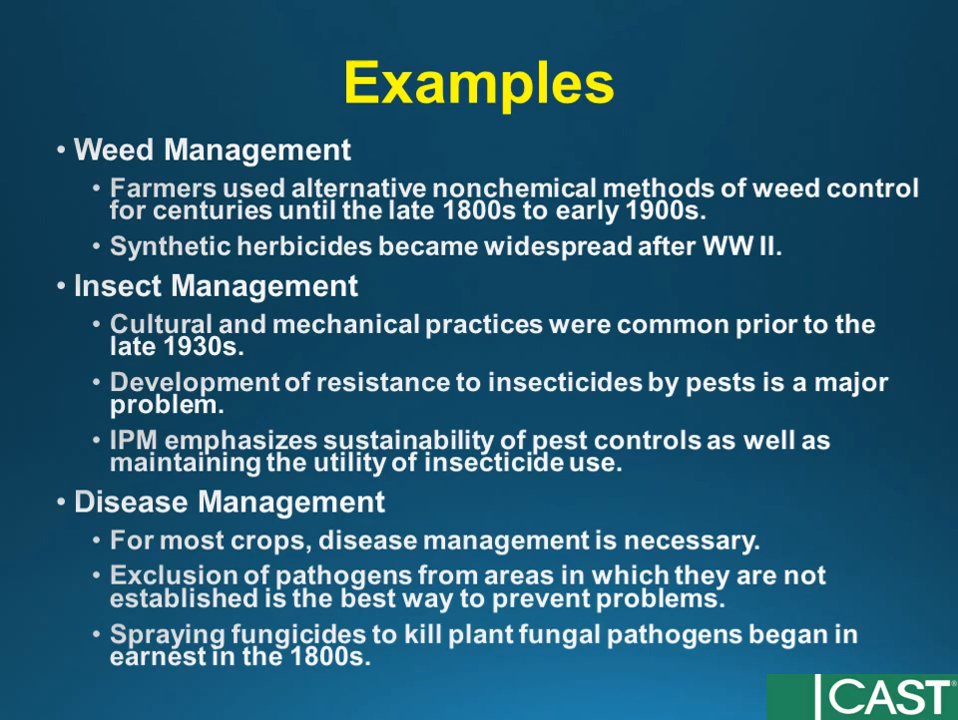 Examples
• Weed Management
• Farmers used alternative nonchemical methods of weed control
for centuries until the late 1800s to early 1900s.
• Synthetic herbicides became widespread after WW II.
• Insect Management
• Cultural and mechanical practices were common prior to the
late 1930s.
• Development of resistance to insecticides by pests is a major
problem.
• IPM emphasizes sustainability of pest controls as well as
maintaining the utility of insecticide use.
• Disease Management
• For most crops, disease management is necessary.
• Exclusion of pathogens from areas in which they are not
established is the best way to prevent problems.
• Spraying fungicides to kill plant fungal pathogens began in
earnest in the 1800s.
CAST®